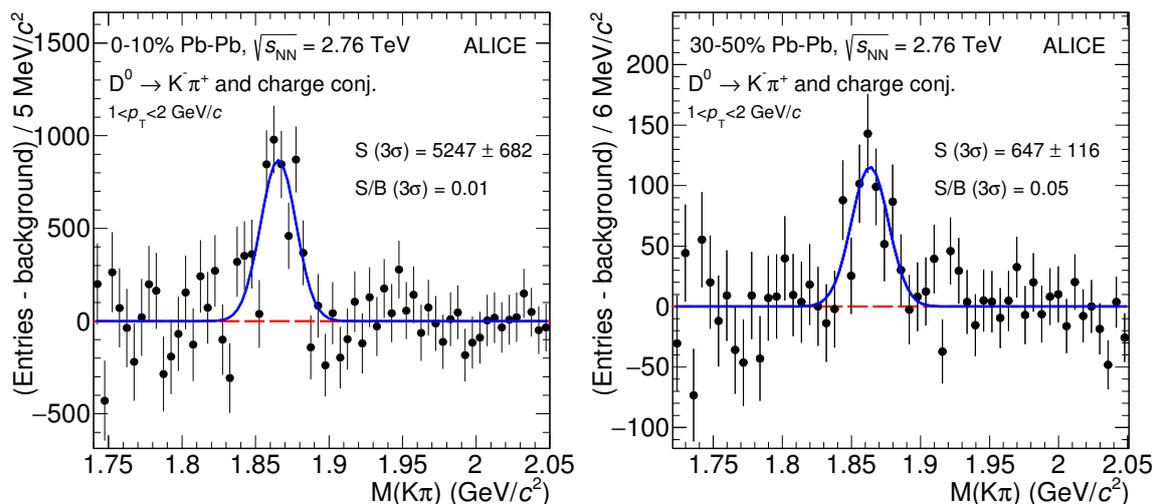 (Entries - background) / 5 MeV/c²
1500
1000
500
0
−500
0-10% Pb-Pb, √s_NN = 2.76 TeV ALICE
D⁰ → K⁻π⁺ and charge conj.
1<p_T<2 GeV/c
S (3σ) = 5247 ± 682
S/B (3σ) = 0.01
1.75 1.8 1.85 1.9 1.95 2 2.05
M(Kπ) (GeV/c²)
(Entries - background) / 6 MeV/c²
200
150
100
50
0
−50
−100
30-50% Pb-Pb, √s_NN = 2.76 TeV ALICE
D⁰ → K⁻π⁺ and charge conj.
1<p_T<2 GeV/c
S (3σ) = 647 ± 116
S/B (3σ) = 0.05
1.75 1.8 1.85 1.9 1.95 2 2.05
M(Kπ) (GeV/c²)